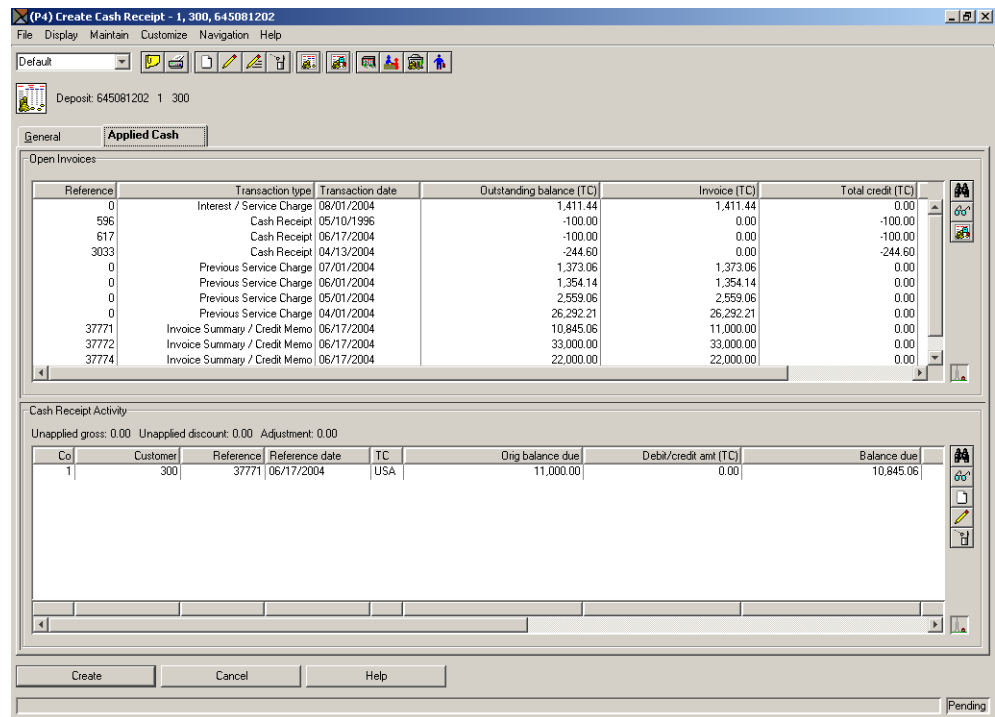 (P4) Create Cash Receipt - 1, 300, 645081202
File Display Maintain Customize Navigation Help
Default
Deposit: 645081202 1 300
General Applied Cash
Open Invoices
Reference Transaction type Transaction date Outstanding balance (TC) Invoice (TC) Total credit (TC)
0 Interest / Service Charge 08/01/2004 1,411.44 1,411.44 0.00
596 Cash Receipt 05/10/1996 -100.00 0.00 -100.00
617 Cash Receipt 06/17/2004 -100.00 0.00 -100.00
3033 Cash Receipt 04/13/2004 -244.60 0.00 -244.60
0 Previous Service Charge 07/01/2004 1,373.06 1,373.06 0.00
0 Previous Service Charge 06/01/2004 1,354.14 1,354.14 0.00
0 Previous Service Charge 05/01/2004 2,559.06 2,559.06 0.00
0 Previous Service Charge 04/01/2004 26,292.21 26,292.21 0.00
37771 Invoice Summary / Credit Memo 06/17/2004 10,845.06 11,000.00 0.00
37772 Invoice Summary / Credit Memo 06/17/2004 33,000.00 33,000.00 0.00
37774 Invoice Summary / Credit Memo 06/17/2004 22,000.00 22,000.00 0.00
Cash Receipt Activity
Unapplied gross: 0.00 Unapplied discount: 0.00 Adjustment: 0.00
Co Customer Reference Reference date TC Orig balance due Debit/credit amt (TC) Balance due
1 300 37771 06/17/2004 USA 11,000.00 0.00 10,845.06
Create Cancel Help
Pending